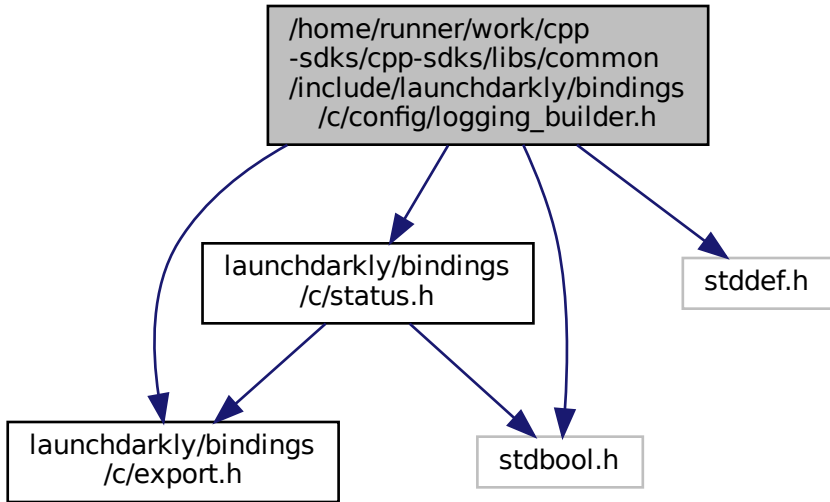 /home/runner/work/cpp
-sdks/cpp-sdks/libs/common
/include/launchdarkly/bindings
/c/config/logging_builder.h
launchdarkly/bindings
/c/status.h
stddef.h
launchdarkly/bindings
/c/export.h
stdbool.h